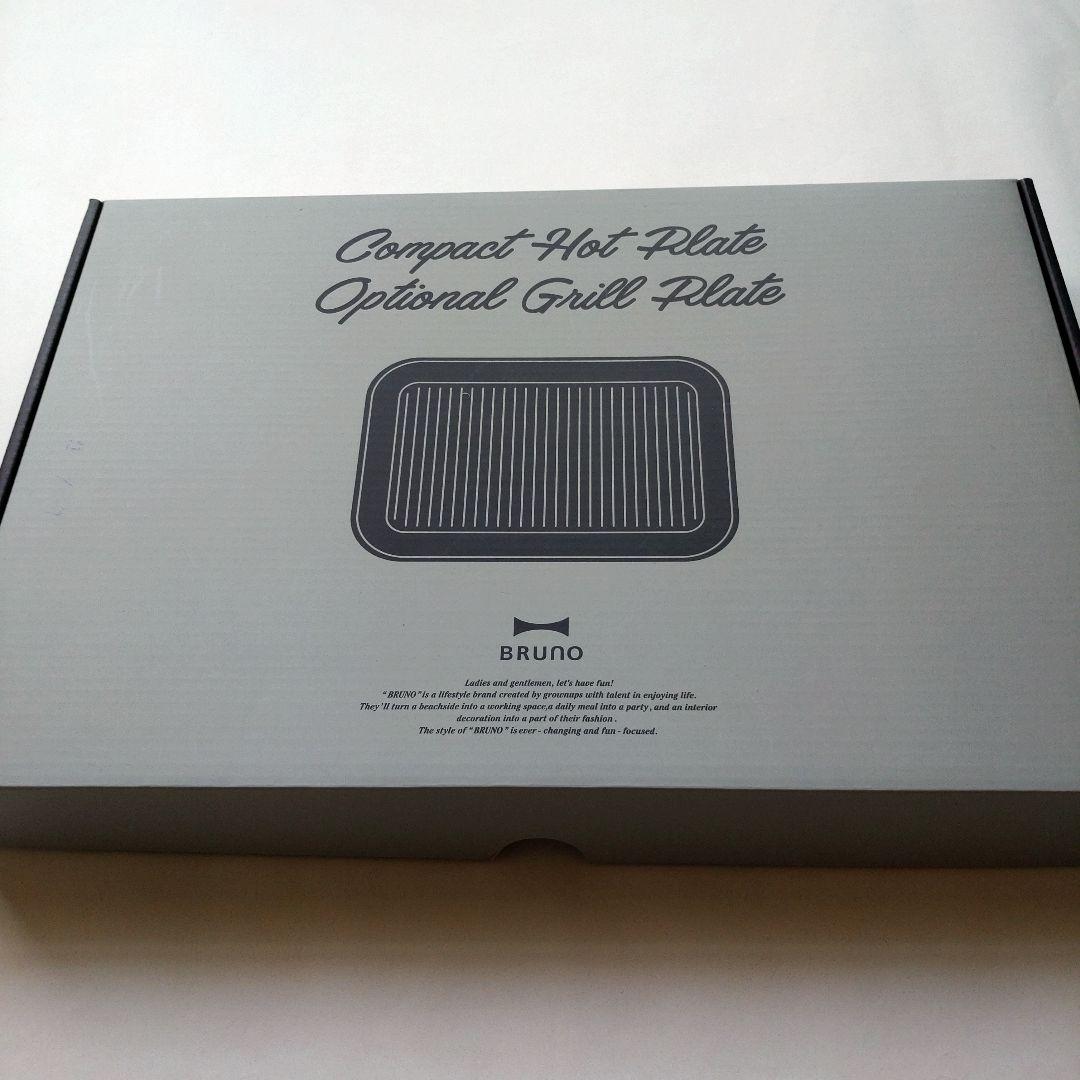 Compact Hot Plate
Optional Grill Plate
BRUNO
Ladies and gentlemen, let's have fun!
"BRUNO" is a lifestyle brand created by grownups with talent in enjoying life.
They'll turn a beachside into a working space,a daily meal into a party, and an interior
decoration into a part of their fashion.
The style of "BRUNO" is ever - changing and fun - focused.